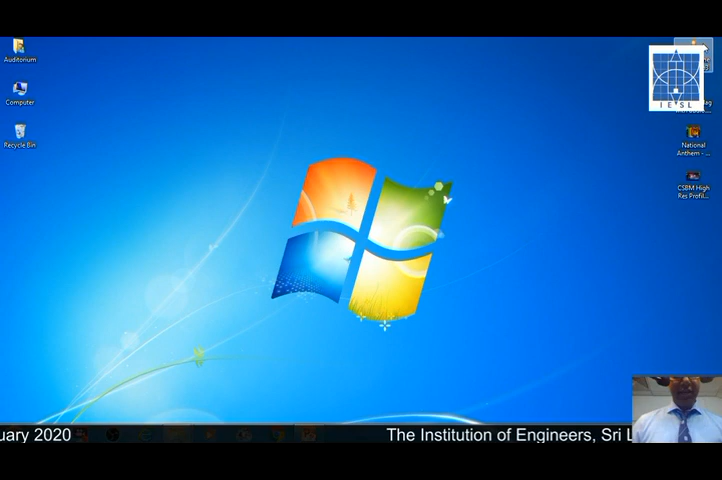 Auditorium
Computer
Recycle Bin
I E S L
National
Anthem - ...
CSBM High
Res Profil...
uary 2020
The Institution of Engineers, Sri L